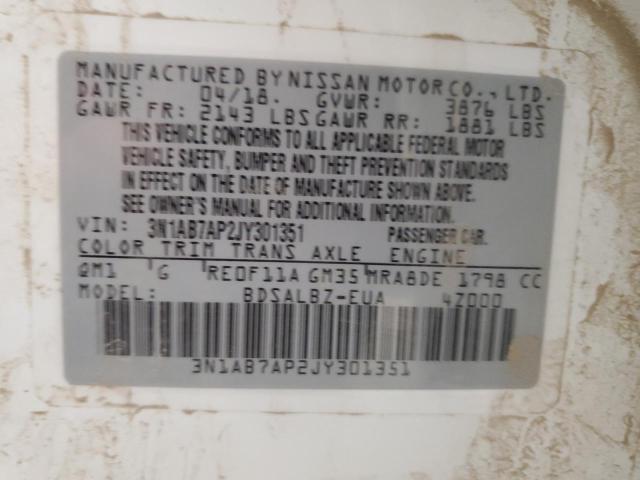 MANUFACTURED BY NISSAN MOTOR CO., LTD.
DATE: 04/18. GVWR: 3876 LBS
GAWR FR: 2143 LBS GAWR RR: 1881 LBS
THIS VEHICLE CONFORMS TO ALL APPLICABLE FEDERAL MOTOR
VEHICLE SAFETY, BUMPER AND THEFT PREVENTION STANDARDS
IN EFFECT ON THE DATE OF MANUFACTURE SHOWN ABOVE.
SEE OWNER'S MANUAL FOR ADDITIONAL INFORMATION.
VIN: 3N1AB7AP2JY301351 PASSENGER CAR.
COLOR TRIM TRANS AXLE ENGINE
QM1 G RE0F11A GM35 MRA8DE 1798 CC
MODEL: BDSALBZ-EUA 4Z000
3N1AB7AP2JY301351